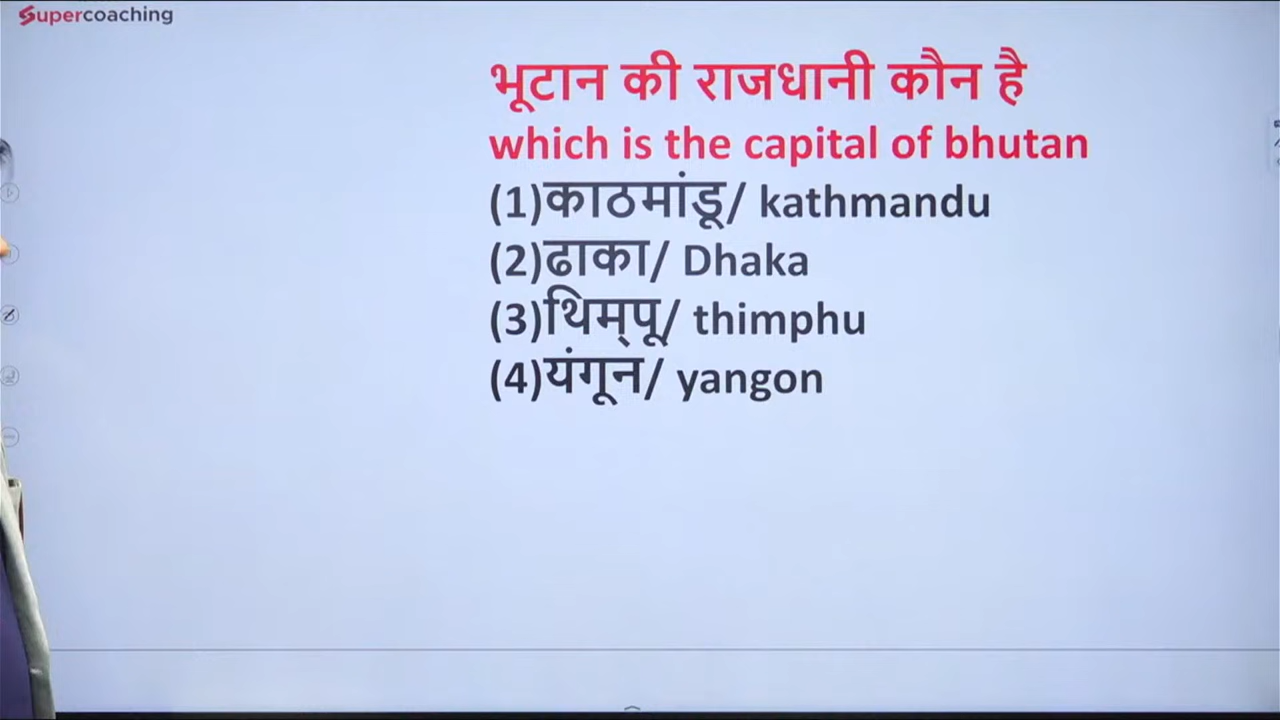 Supercoaching
भूटान की राजधानी कौन है
which is the capital of bhutan
(1)काठमांडू/ kathmandu
(2)ढाका/ Dhaka
(3)थिम्पू/ thimphu
(4)यंगून/ yangon